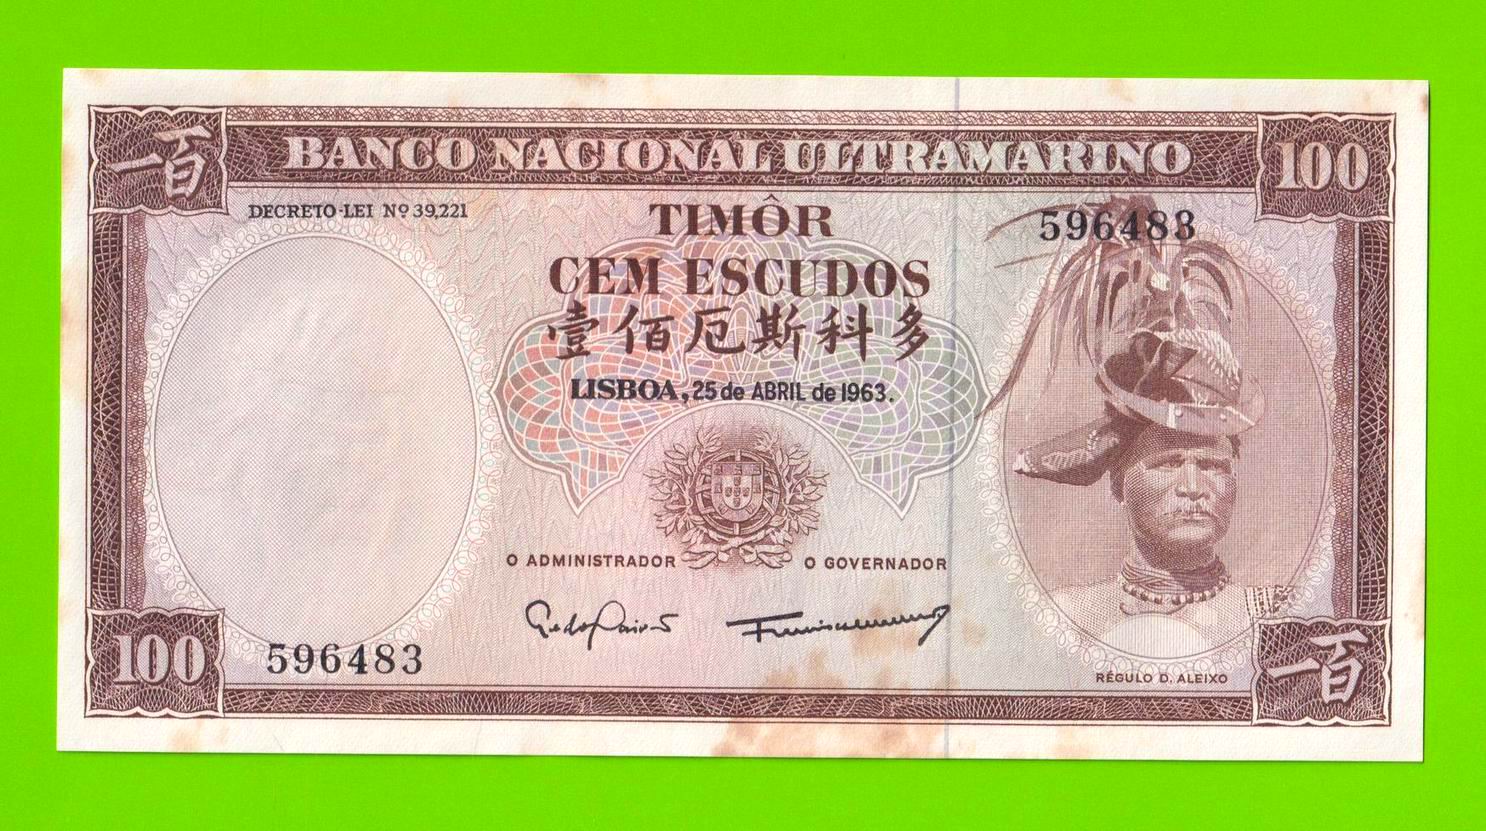 一百
BANCO NACIONAL ULTRAMARINO
100
DECRETO-LEI Nº 39,221
TIMÔR
596483
CEM ESCUDOS
壹佰厄斯科多
LISBOA, 25 de ABRIL de 1963.
O ADMINISTRADOR
O GOVERNADOR
100
596483
RÉGULO D. ALEIXO
一百